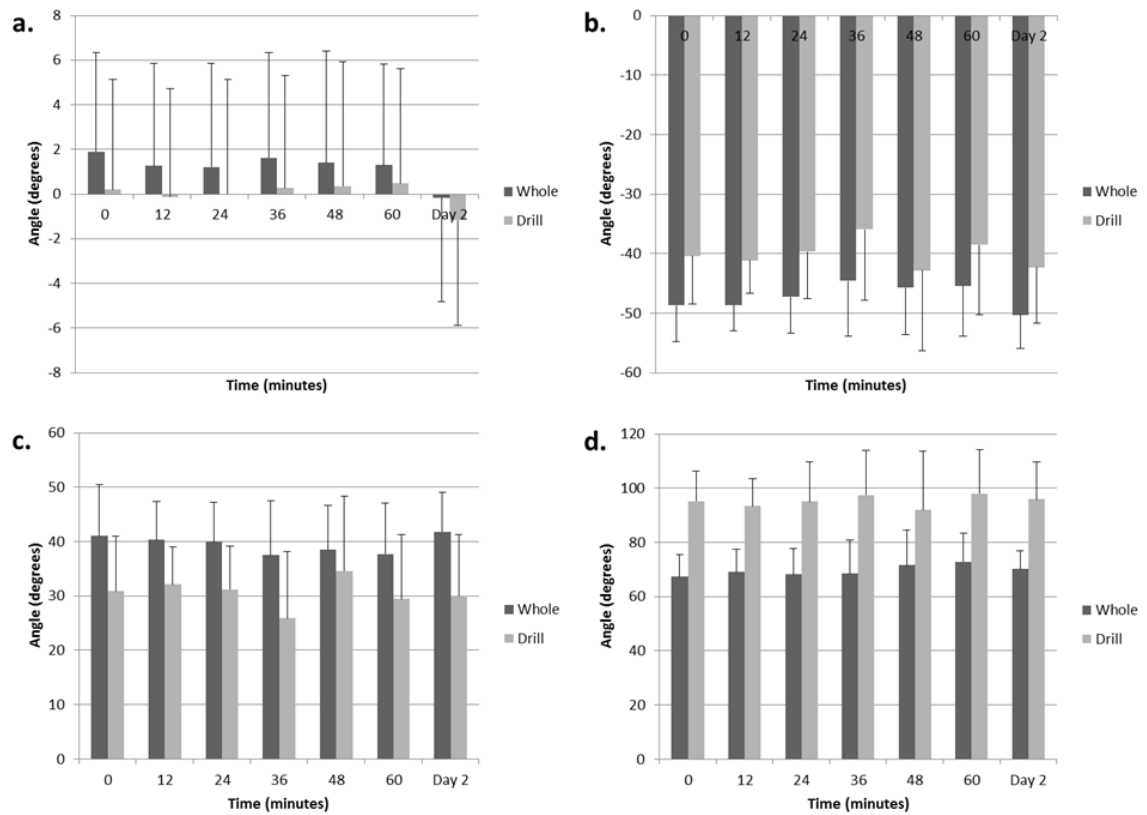 a.
8
6
4
2
0
-2
-4
-6
-8
Angle (degrees)
0 12 24 36 48 60 Day 2
Time (minutes)
Whole
Drill
b.
0
-10
-20
-30
-40
-50
-60
Angle (degrees)
0 12 24 36 48 60 Day 2
Time (minutes)
Whole
Drill
c.
60
50
40
30
20
10
0
Angle (degrees)
0 12 24 36 48 60 Day 2
Time (minutes)
Whole
Drill
d.
120
100
80
60
40
20
0
Angle (degrees)
0 12 24 36 48 60 Day 2
Time (minutes)
Whole
Drill